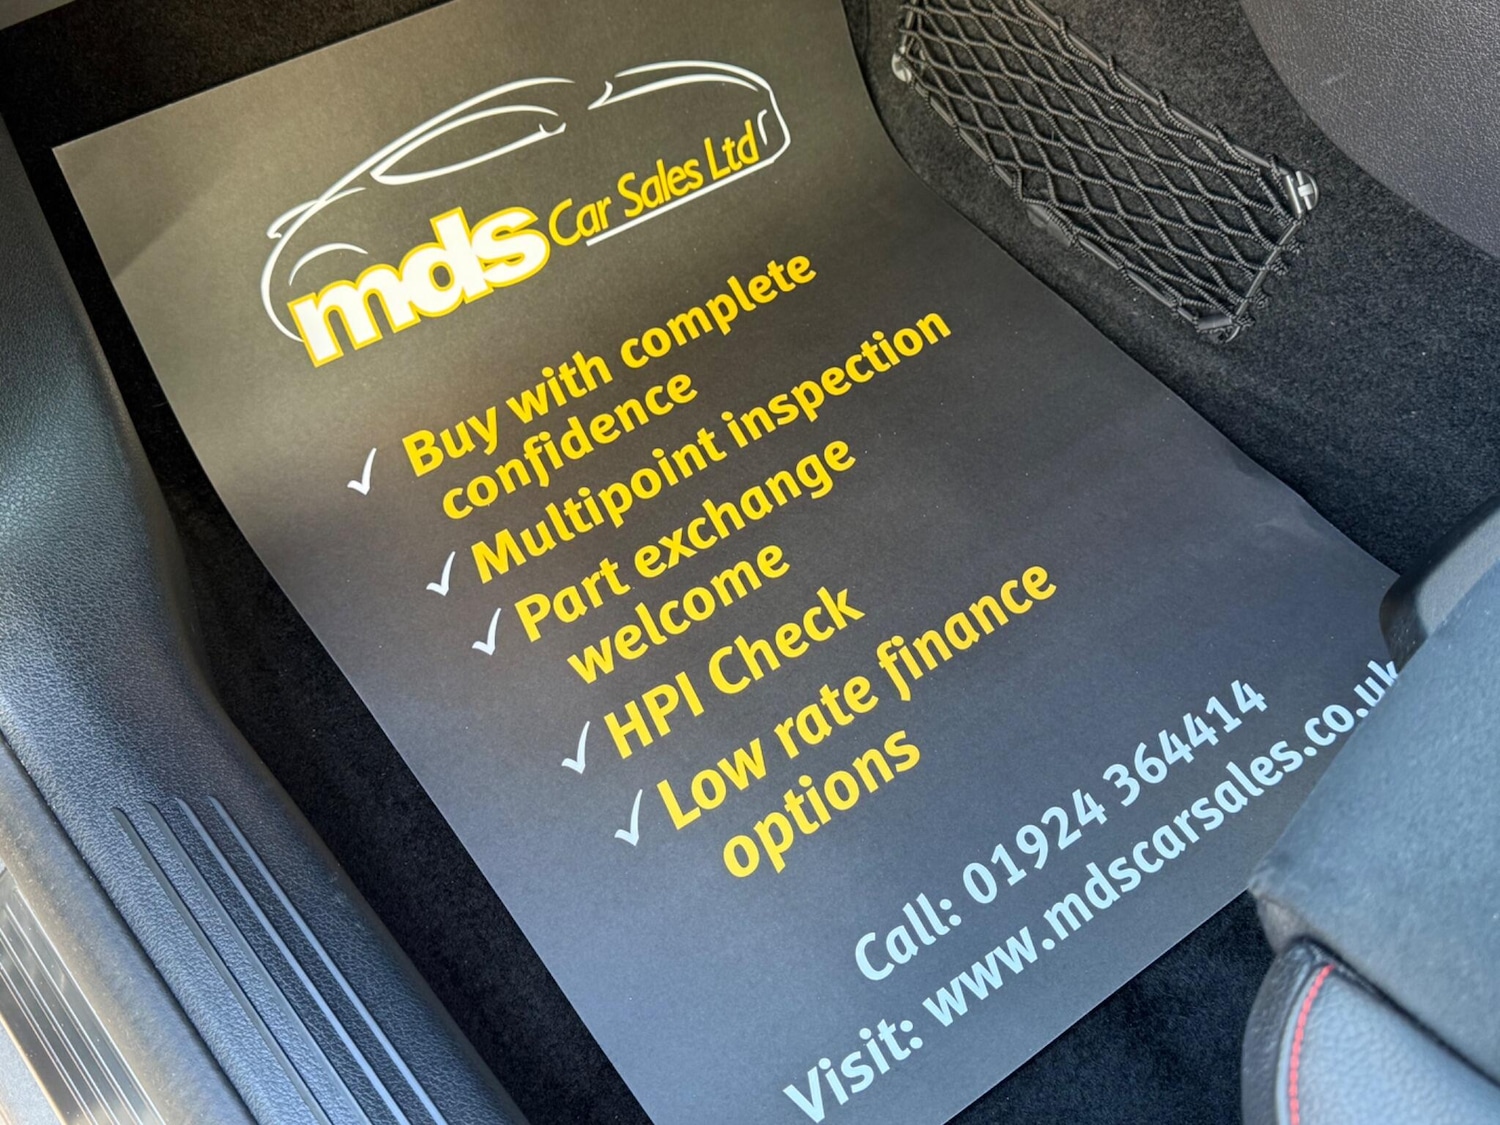 mds Car Sales Ltd
✓ Buy with complete
confidence
✓ Multipoint inspection
✓ Part exchange
welcome
✓ HPI Check
✓ Low rate finance
options
Call: 01924 364414
Visit: www.mdscarsales.co.uk